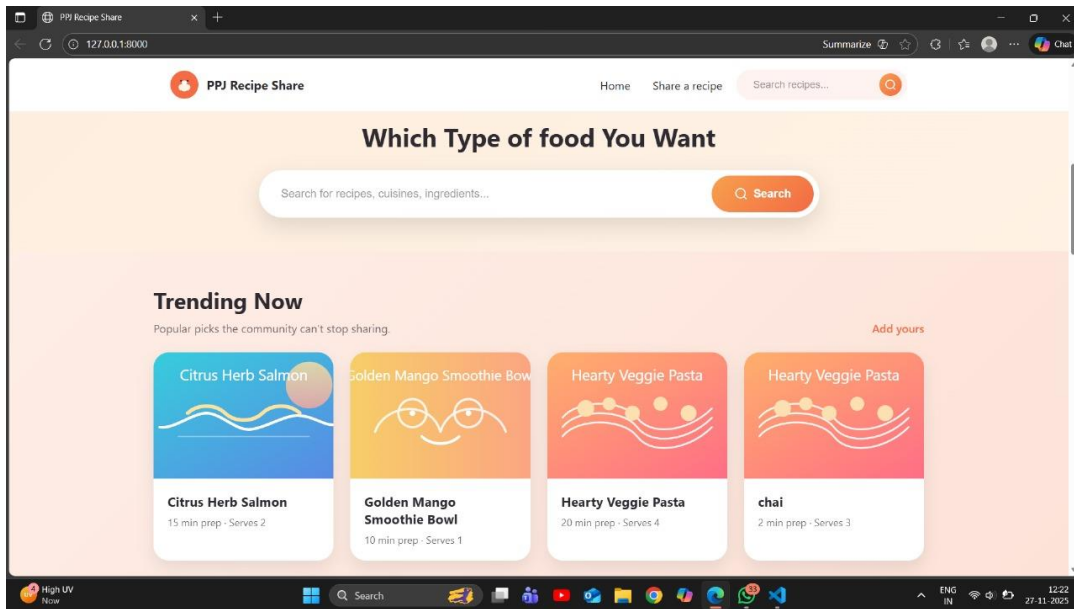 PPJ Recipe Share
127.0.0.1:8000
Summarize
Chat
PPJ Recipe Share
Home
Share a recipe
Search recipes...
Which Type of food You Want
Search for recipes, cuisines, ingredients...
Search
Trending Now
Popular picks the community can't stop sharing.
Add yours
Citrus Herb Salmon
Golden Mango Smoothie Bow
Hearty Veggie Pasta
Hearty Veggie Pasta
Citrus Herb Salmon
15 min prep · Serves 2
Golden Mango
Smoothie Bowl
10 min prep · Serves 1
Hearty Veggie Pasta
20 min prep · Serves 4
chai
2 min prep · Serves 3
4
High UV
Now
Search
33
ENG
IN
12:22
27-11-2025